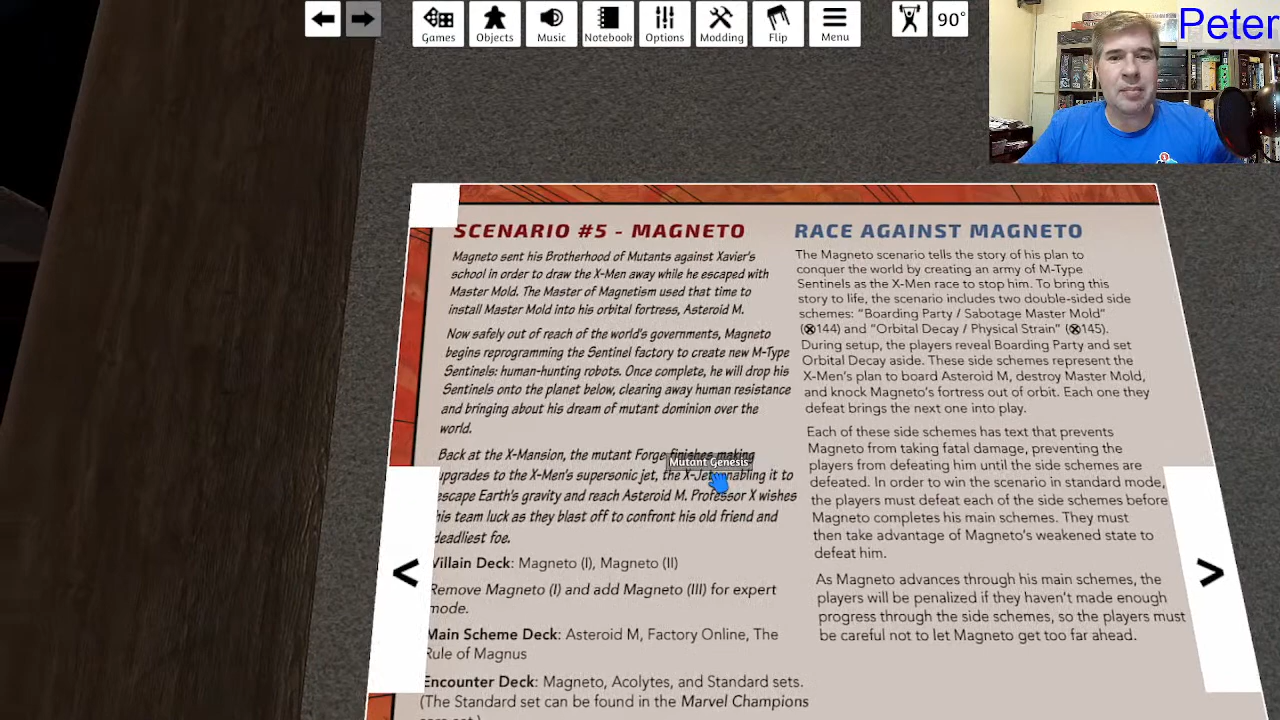 Games
Objects
Music
Notebook
Options
Modding
Flip
Menu
90°
Peter
SCENARIO #5 - MAGNETO
Magneto sent his Brotherhood of Mutants against Xavier's
school in order to draw the X-Men away while he escaped with
Master Mold. The Master of Magnetism used that time to
install Master Mold into his orbital fortress, Asteroid M.
Now safely out of reach of the world's governments, Magneto
begins reprogramming the Sentinel factory to create new M-Type
Sentinels: human-hunting robots. Once complete, he will drop his
Sentinels onto the planet below, clearing away human resistance
and bringing about his dream of mutant dominion over the
world.
Back at the X-Mansion, the mutant Forge finishes making
upgrades to the X-Men's supersonic jet, the X-Jet, enabling it to
escape Earth's gravity and reach Asteroid M. Professor X wishes
his team luck as they blast off to confront his old friend and
deadliest foe.
Mutant Genesis
Villain Deck: Magneto (I), Magneto (II)
Remove Magneto (I) and add Magneto (III) for expert
mode.
Main Scheme Deck: Asteroid M, Factory Online, The
Rule of Magnus
Encounter Deck: Magneto, Acolytes, and Standard sets.
(The Standard set can be found in the Marvel Champions
RACE AGAINST MAGNETO
The Magneto scenario tells the story of his plan to
conquer the world by creating an army of M-Type
Sentinels as the X-Men race to stop him. To bring this
story to life, the scenario includes two double-sided side
schemes: "Boarding Party / Sabotage Master Mold"
(144) and "Orbital Decay / Physical Strain" (145).
During setup, the players reveal Boarding Party and set
Orbital Decay aside. These side schemes represent the
X-Men's plan to board Asteroid M, destroy Master Mold,
and knock Magneto's fortress out of orbit. Each one they
defeat brings the next one into play.
Each of these side schemes has text that prevents
Magneto from taking fatal damage, preventing the
players from defeating him until the side schemes are
defeated. In order to win the scenario in standard mode,
the players must defeat each of the side schemes before
Magneto completes his main schemes. They must
then take advantage of Magneto's weakened state to
defeat him.
As Magneto advances through his main schemes, the
players will be penalized if they haven't made enough
progress through the side schemes, so the players must
be careful not to let Magneto get too far ahead.
<
>